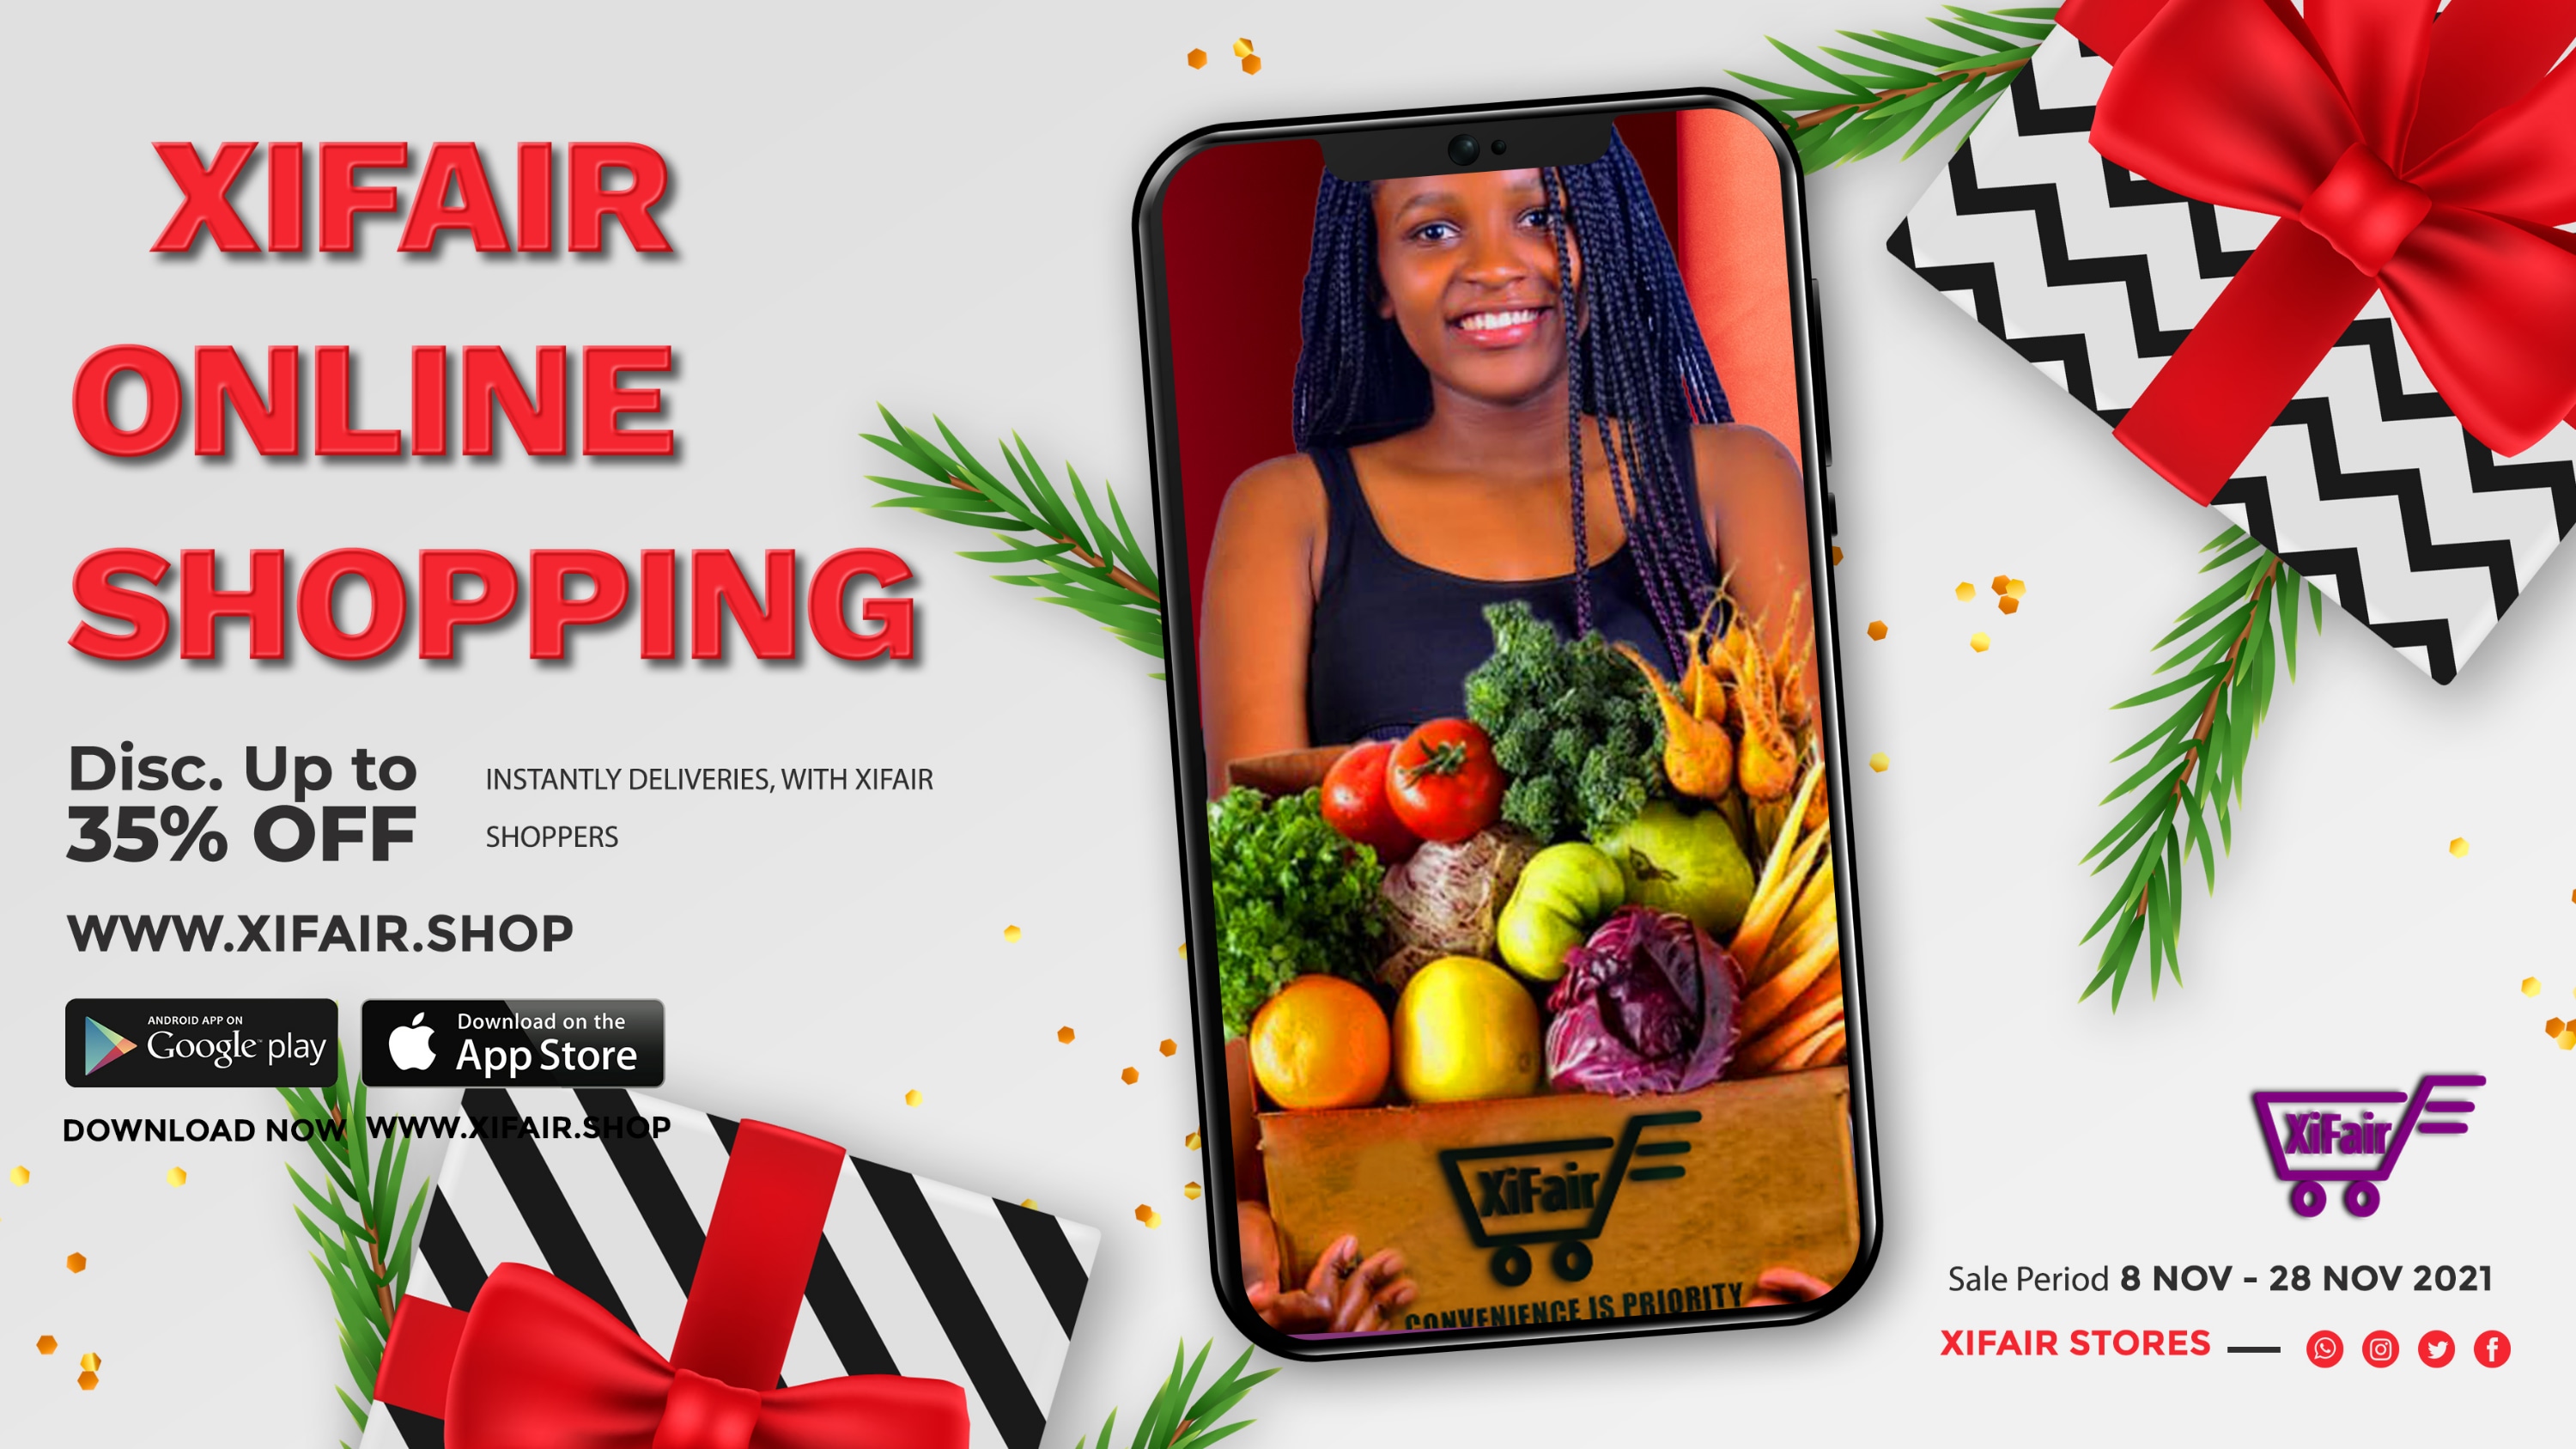 XIFAIR
ONLINE
SHOPPING
Disc. Up to
35% OFF
INSTANTLY DELIVERIES, WITH XIFAIR
SHOPPERS
WWW.XIFAIR.SHOP
ANDROID APP ON
Google play
Download on the
App Store
DOWNLOAD NOW
WWW.XIFAIR.SHOP
XiFair
CONVENIENCE IS PRIORITY
XiFair
Sale Period 8 NOV - 28 NOV 2021
XIFAIR STORES